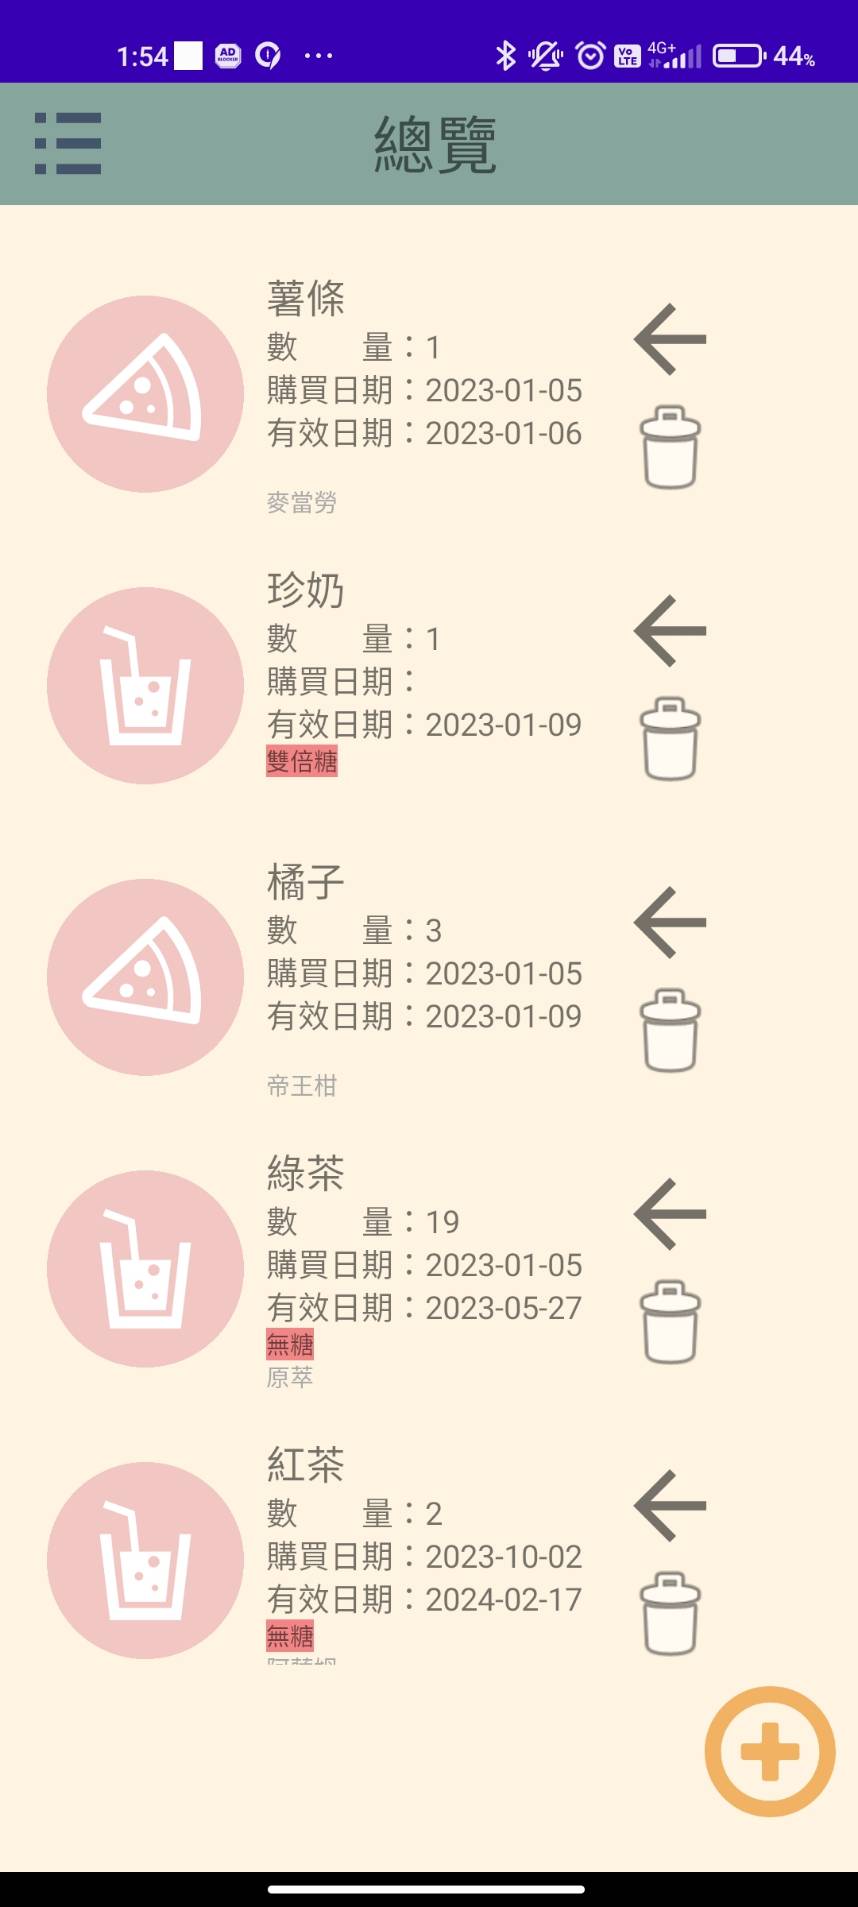 1:54 AD BLOCKER Vo LTE 4G+ 44%
總覽
薯條
數 量：1
購買日期：2023-01-05
有效日期：2023-01-06
麥當勞
珍奶
數 量：1
購買日期：
有效日期：2023-01-09
雙倍糖
橘子
數 量：3
購買日期：2023-01-05
有效日期：2023-01-09
帝王柑
綠茶
數 量：19
購買日期：2023-01-05
有效日期：2023-05-27
無糖
原萃
紅茶
數 量：2
購買日期：2023-10-02
有效日期：2024-02-17
無糖